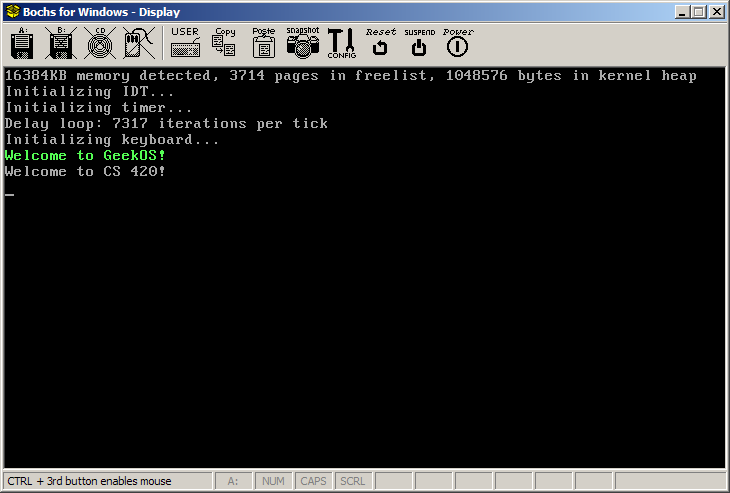 Bochs for Windows - Display
A: B: CD USER Copy Paste snapshot CONFIG Reset SUSPEND Power
16384KB memory detected, 3714 pages in freelist, 1048576 bytes in kernel heap
Initializing IDT...
Initializing timer...
Delay loop: 7317 iterations per tick
Initializing keyboard...
Welcome to GeekOS!
Welcome to CS 420!
_
CTRL + 3rd button enables mouse A: NUM CAPS SCRL